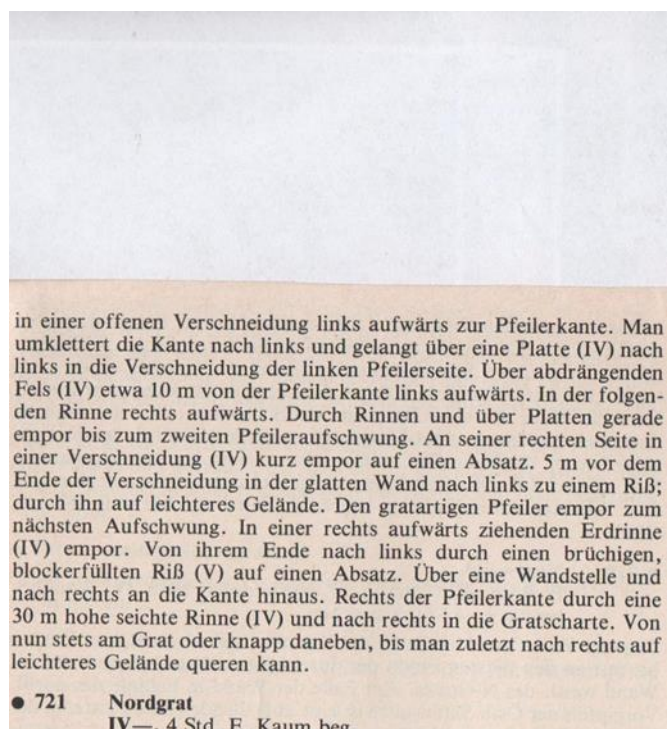 in einer offenen Verschneidung links aufwärts zur Pfeilerkante. Man
umklettert die Kante nach links und gelangt über eine Platte (IV) nach
links in die Verschneidung der linken Pfeilerseite. Über abdrängenden
Fels (IV) etwa 10 m von der Pfeilerkante links aufwärts. In der folgen-
den Rinne rechts aufwärts. Durch Rinnen und über Platten gerade
empor bis zum zweiten Pfeileraufschwung. An seiner rechten Seite in
einer Verschneidung (IV) kurz empor auf einen Absatz. 5 m vor dem
Ende der Verschneidung in der glatten Wand nach links zu einem Riß;
durch ihn auf leichteres Gelände. Den gratartigen Pfeiler empor zum
nächsten Aufschwung. In einer rechts aufwärts ziehenden Erdrinne
(IV) empor. Von ihrem Ende nach links durch einen brüchigen,
blockerfüllten Riß (V) auf einen Absatz. Über eine Wandstelle und
nach rechts an die Kante hinaus. Rechts der Pfeilerkante durch eine
30 m hohe seichte Rinne (IV) und nach rechts in die Gratscharte. Von
nun stets am Grat oder knapp daneben, bis man zuletzt nach rechts auf
leichteres Gelände queren kann.
● 721 Nordgrat
IV—, 4 Std. E. Kaum beg.